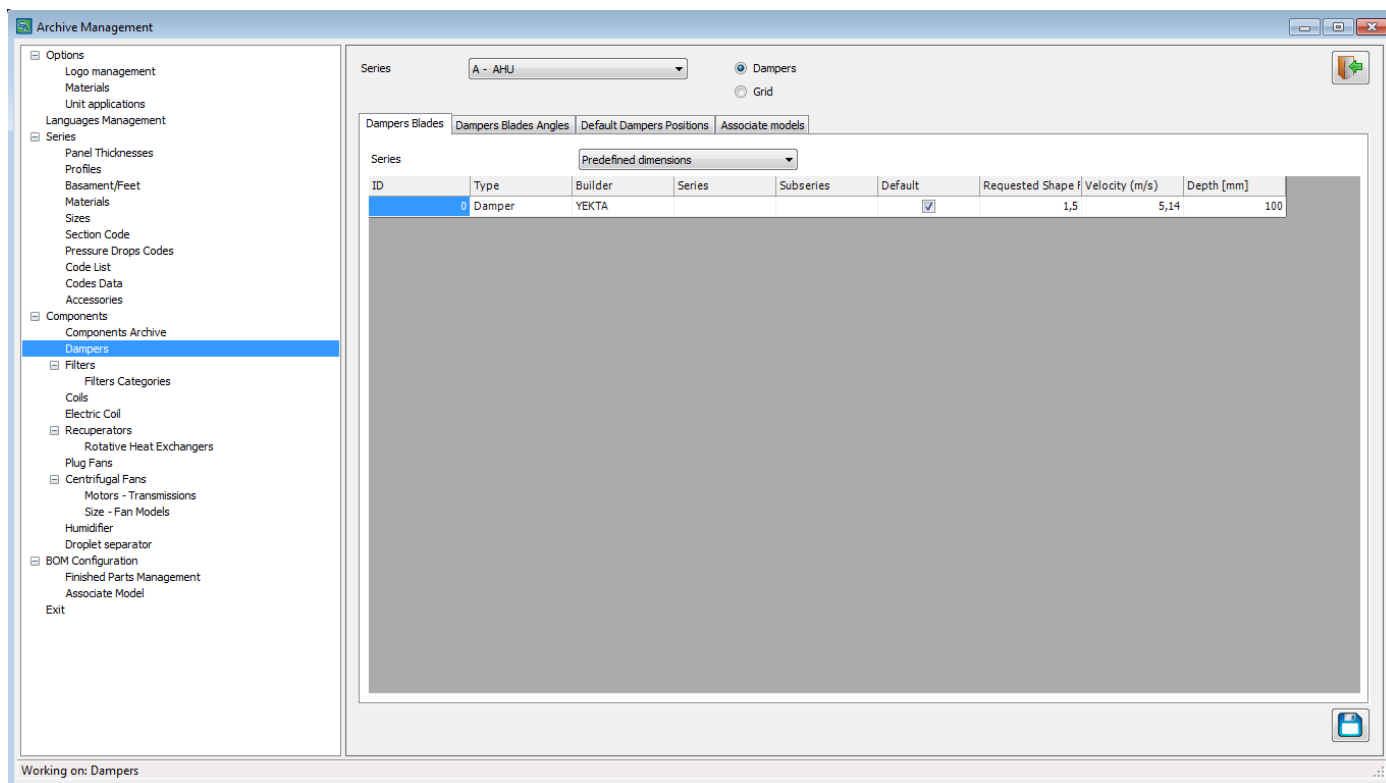 Archive Management
Options
Logo management
Materials
Unit applications
Languages Management
Series
Panel Thicknesses
Profiles
Basament/Feet
Materials
Sizes
Section Code
Pressure Drops Codes
Code List
Codes Data
Accessories
Components
Components Archive
Dampers
Filters
Filters Categories
Coils
Electric Coil
Recuperators
Rotative Heat Exchangers
Plug Fans
Centrifugal Fans
Motors - Transmissions
Size - Fan Models
Humidifier
Droplet separator
BOM Configuration
Finished Parts Management
Associate Model
Exit
Series A - AHU Dampers
Grid
Dampers Blades Dampers Blades Angles Default Dampers Positions Associate models
Series Predefined dimensions
ID Type Builder Series Subseries Default Requested Shape Velocity (m/s) Depth [mm]
0 Damper YEKTA 1,5 5,14 100
Working on: Dampers